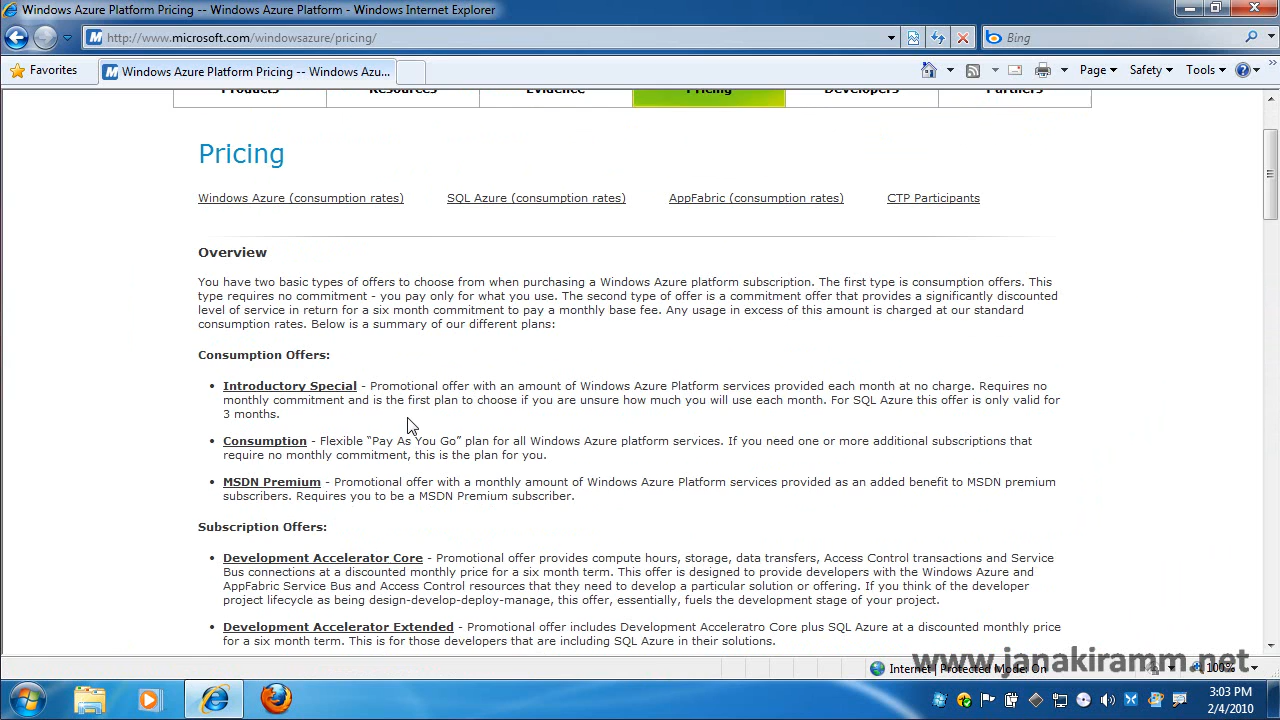 Windows Azure Platform Pricing -- Windows Azure Platform - Windows Internet Explorer
http://www.microsoft.com/windowsazure/pricing/
Bing
Favorites
Windows Azure Platform Pricing -- Windows Azu...
Page
Safety
Tools
Products Resources Evidence Pricing Developers Partners
Pricing
Windows Azure (consumption rates) SQL Azure (consumption rates) AppFabric (consumption rates) CTP Participants
Overview
You have two basic types of offers to choose from when purchasing a Windows Azure platform subscription. The first type is consumption offers. This
type requires no commitment - you pay only for what you use. The second type of offer is a commitment offer that provides a significantly discounted
level of service in return for a six month commitment to pay a monthly base fee. Any usage in excess of this amount is charged at our standard
consumption rates. Below is a summary of our different plans:
Consumption Offers:
• Introductory Special - Promotional offer with an amount of Windows Azure Platform services provided each month at no charge. Requires no
monthly commitment and is the first plan to choose if you are unsure how much you will use each month. For SQL Azure this offer is only valid for
3 months.
• Consumption - Flexible “Pay As You Go” plan for all Windows Azure platform services. If you need one or more additional subscriptions that
require no monthly commitment, this is the plan for you.
• MSDN Premium - Promotional offer with a monthly amount of Windows Azure Platform services provided as an added benefit to MSDN premium
subscribers. Requires you to be a MSDN Premium subscriber.
Subscription Offers:
• Development Accelerator Core - Promotional offer provides compute hours, storage, data transfers, Access Control transactions and Service
Bus connections at a discounted monthly price for a six month term. This offer is designed to provide developers with the Windows Azure and
AppFabric Service Bus and Access Control resources that they need to develop a particular solution or offering. If you think of the developer
project lifecycle as being design-develop-deploy-manage, this offer, essentially, fuels the development stage of your project.
• Development Accelerator Extended - Promotional offer includes Development Acceleratro Core plus SQL Azure at a discounted monthly price
for a six month term. This is for those developers that are including SQL Azure in their solutions.
www.janakiramm.net
Internet | Protected Mode: On
100%
3:03 PM
2/4/2010